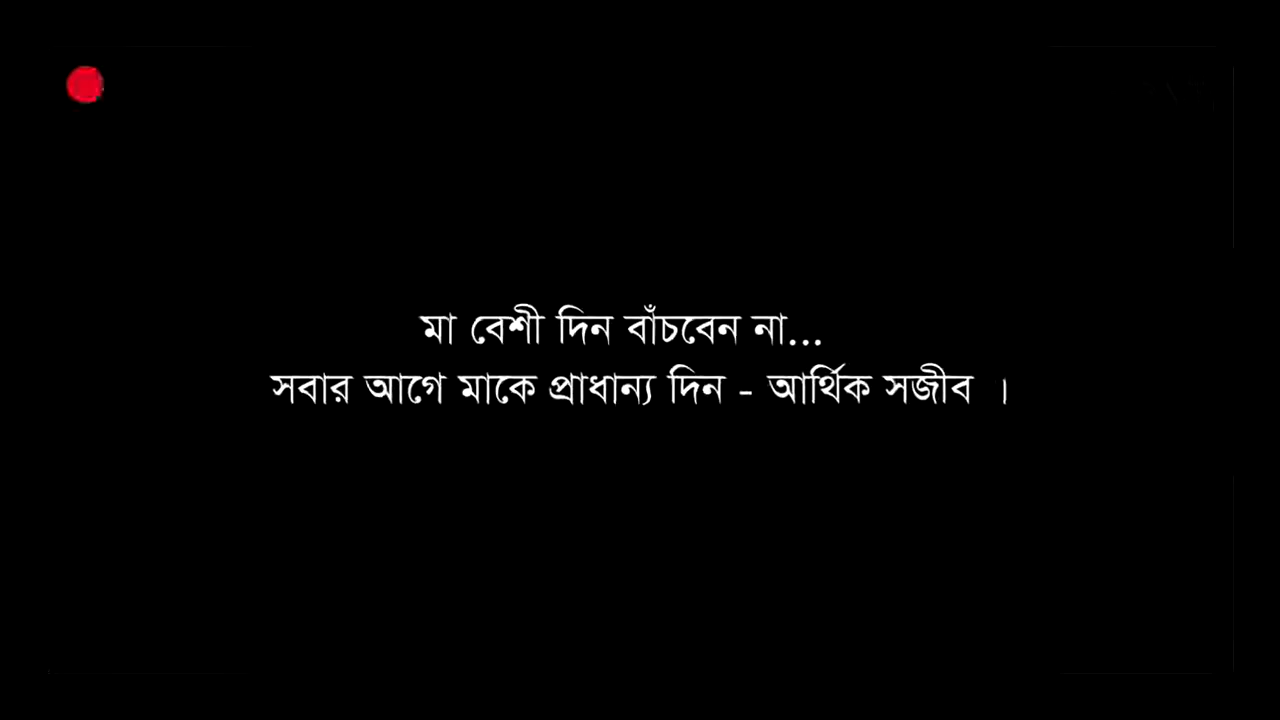 মা বেশী দিন বাঁচবেন না...
সবার আগে মাকে প্রাধান্য দিন - আর্থিক সজীব ।